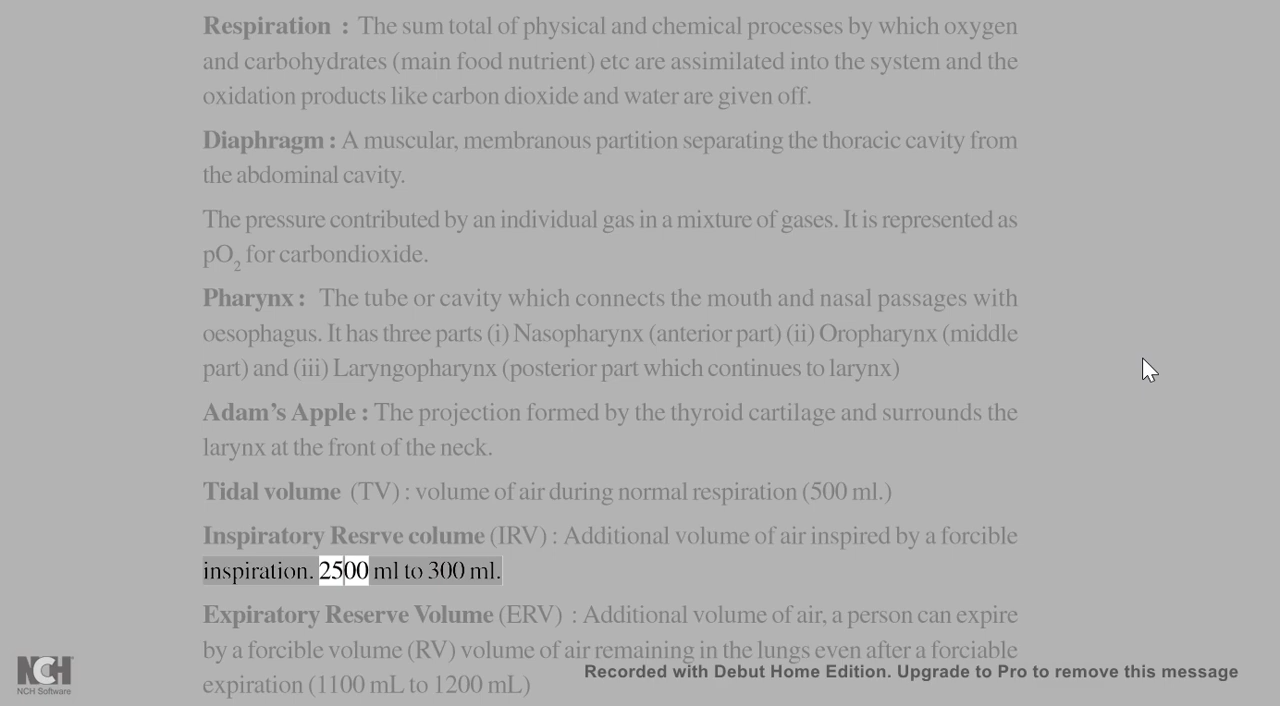 Respiration : The sum total of physical and chemical processes by which oxygen
and carbohydrates (main food nutrient) etc are assimilated into the system and the
oxidation products like carbon dioxide and water are given off.
Diaphragm : A muscular, membranous partition separating the thoracic cavity from
the abdominal cavity.
The pressure contributed by an individual gas in a mixture of gases. It is represented as
pO2 for carbondioxide.
Pharynx : The tube or cavity which connects the mouth and nasal passages with
oesophagus. It has three parts (i) Nasopharynx (anterior part) (ii) Oropharynx (middle
part) and (iii) Laryngopharynx (posterior part which continues to larynx)
Adam's Apple : The projection formed by the thyroid cartilage and surrounds the
larynx at the front of the neck.
Tidal volume (TV) : volume of air during normal respiration (500 ml.)
Inspiratory Resrve colume (IRV) : Additional volume of air inspired by a forcible
inspiration. 2500 ml to 300 ml.
Expiratory Reserve Volume (ERV) : Additional volume of air, a person can expire
by a forcible volume (RV) volume of air remaining in the lungs even after a forciable
expiration (1100 mL to 1200 mL)
Recorded with Debut Home Edition. Upgrade to Pro to remove this message
NCH
NCH Software